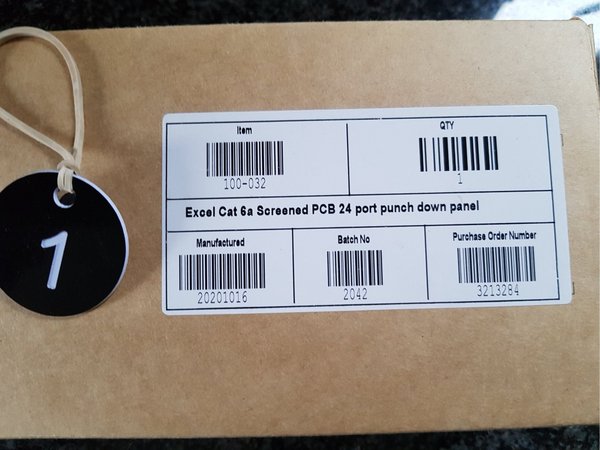 1
Item
QTY
100-032
1
Excel Cat 6a Screened PCB 24 port punch down panel
Manufactured
Batch No
Purchase Order Number
20201016
2042
3213284